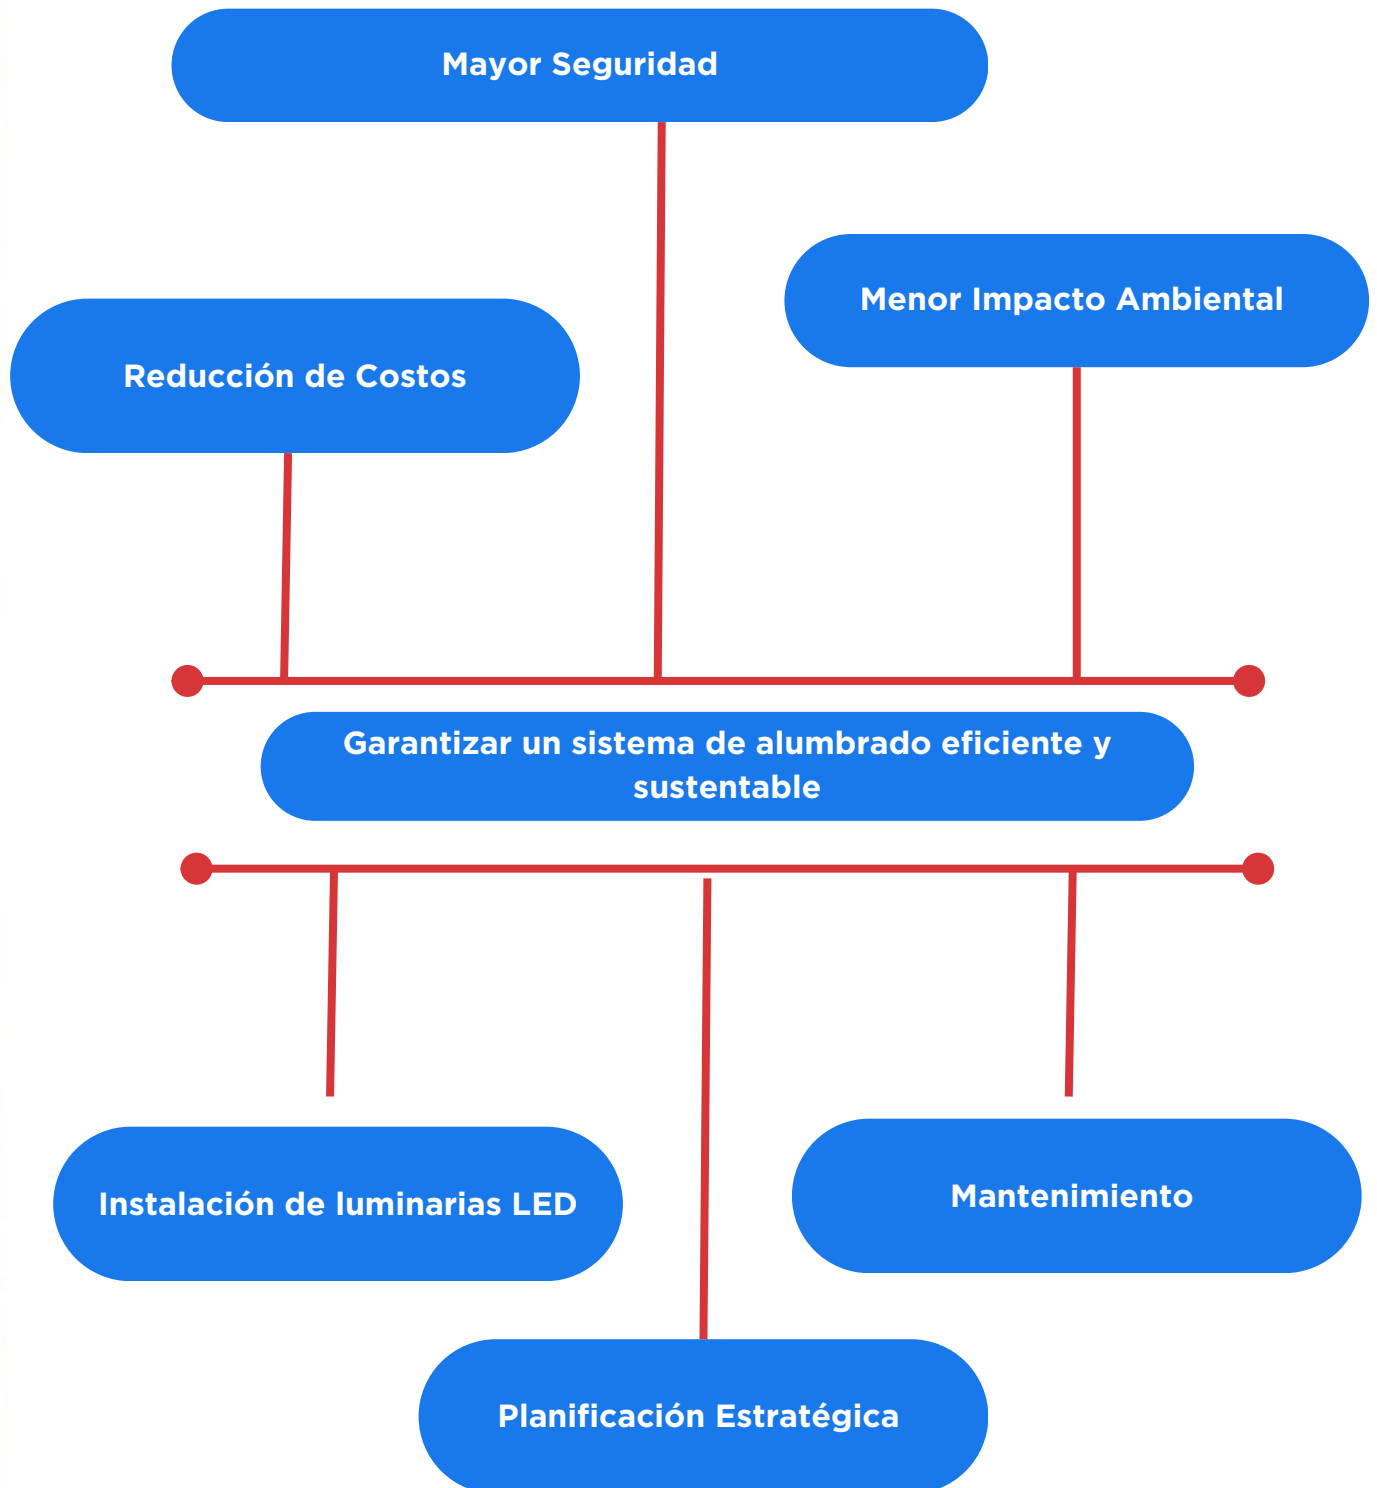 Mayor Seguridad
Menor Impacto Ambiental
Reducción de Costos
Garantizar un sistema de alumbrado eficiente y
sustentable
Instalación de luminarias LED
Mantenimiento
Planificación Estratégica